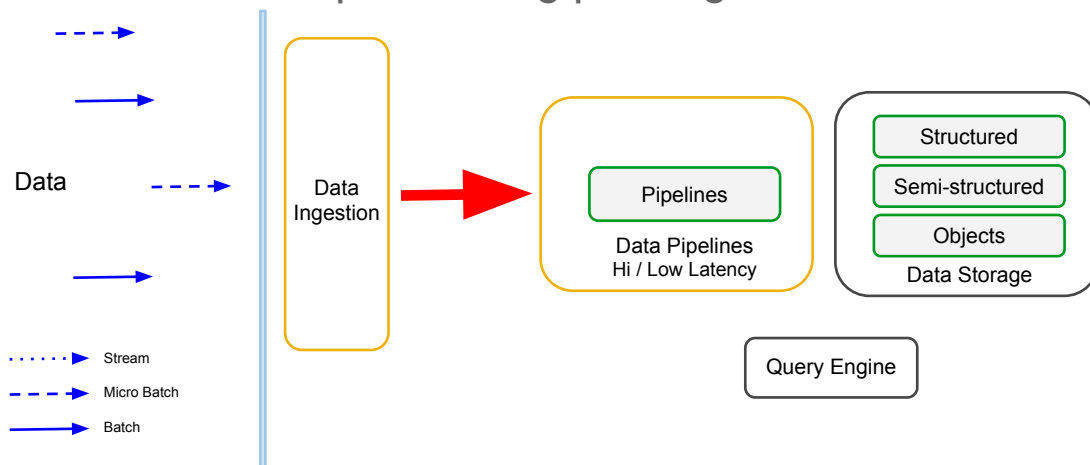 Data
Stream
Micro Batch
Batch
Data
Ingestion
Pipelines
Data Pipelines
Hi / Low Latency
Structured
Semi-structured
Objects
Data Storage
Query Engine